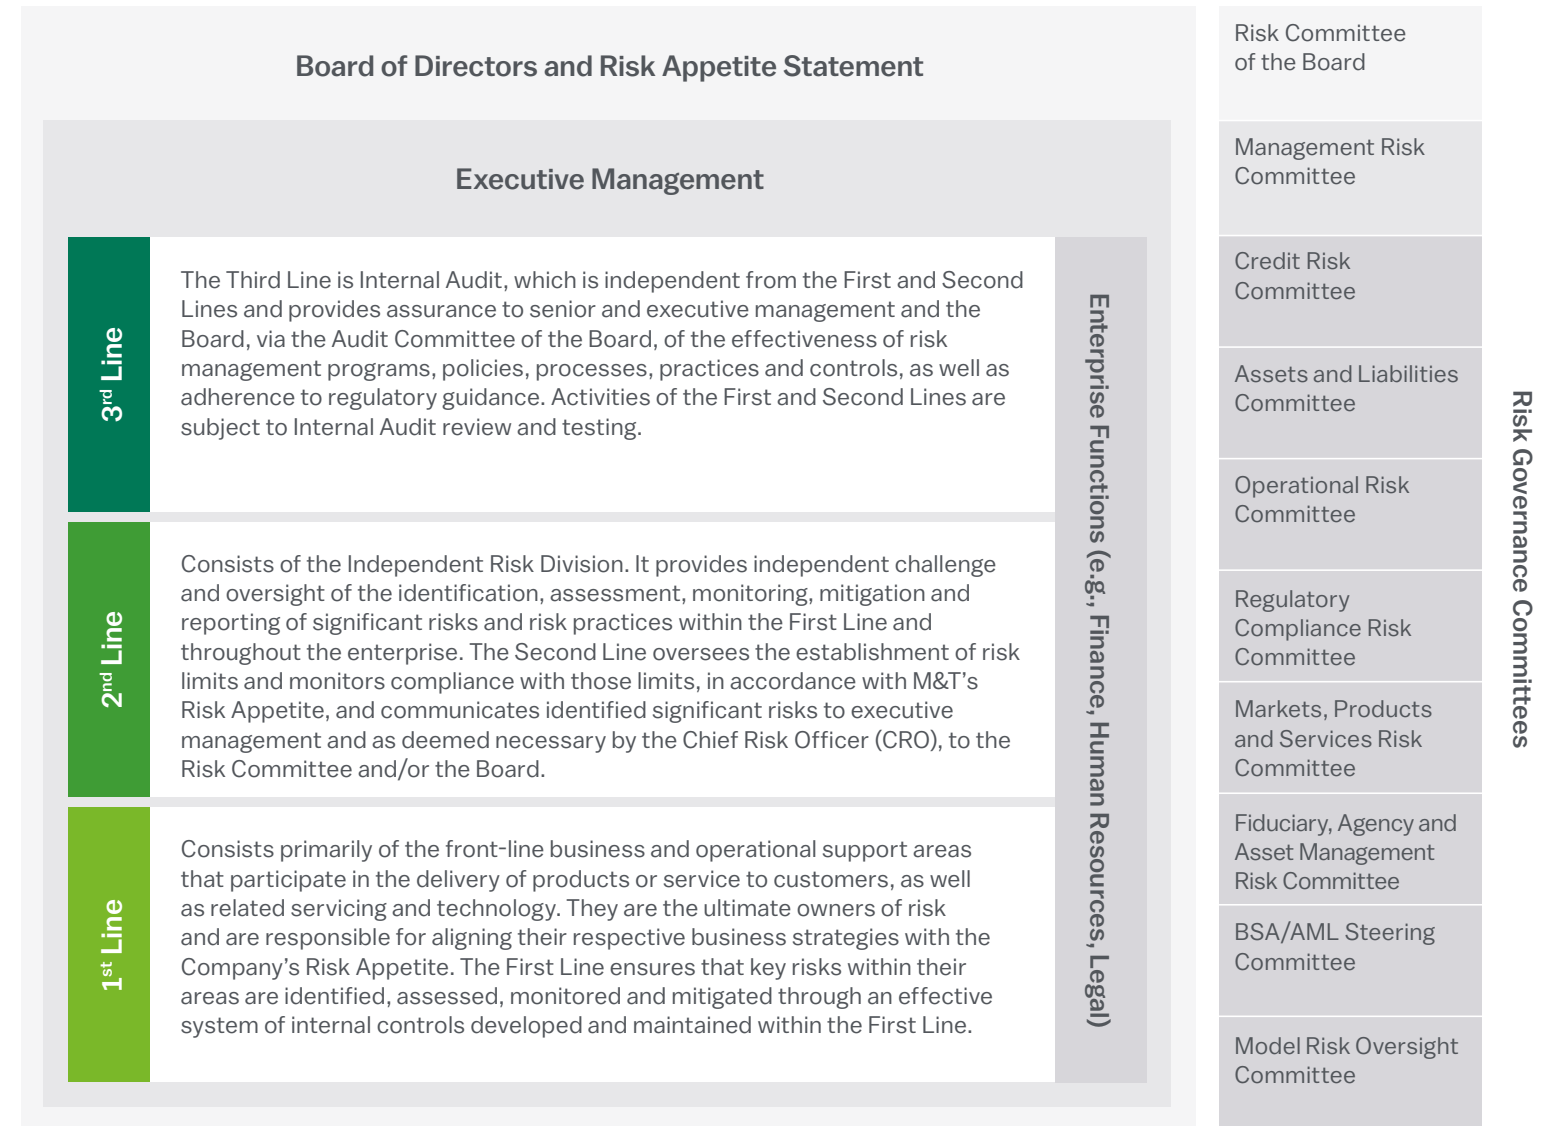 Board of Directors and Risk Appetite Statement
Executive Management
3rd Line
The Third Line is Internal Audit, which is independent from the First and Second
Lines and provides assurance to senior and executive management and the
Board, via the Audit Committee of the Board, of the effectiveness of risk
management programs, policies, processes, practices and controls, as well as
adherence to regulatory guidance. Activities of the First and Second Lines are
subject to Internal Audit review and testing.
2nd Line
Consists of the Independent Risk Division. It provides independent challenge
and oversight of the identification, assessment, monitoring, mitigation and
reporting of significant risks and risk practices within the First Line and
throughout the enterprise. The Second Line oversees the establishment of risk
limits and monitors compliance with those limits, in accordance with M&T's
Risk Appetite, and communicates identified significant risks to executive
management and as deemed necessary by the Chief Risk Officer (CRO), to the
Risk Committee and/or the Board.
1st Line
Consists primarily of the front-line business and operational support areas
that participate in the delivery of products or service to customers, as well
as related servicing and technology. They are the ultimate owners of risk
and are responsible for aligning their respective business strategies with the
Company's Risk Appetite. The First Line ensures that key risks within their
areas are identified, assessed, monitored and mitigated through an effective
system of internal controls developed and maintained within the First Line.
Enterprise Functions (e.g., Finance, Human Resources, Legal)
Risk Committee
of the Board
Management Risk
Committee
Credit Risk
Committee
Assets and Liabilities
Committee
Operational Risk
Committee
Regulatory
Compliance Risk
Committee
Markets, Products
and Services Risk
Committee
Fiduciary, Agency and
Asset Management
Risk Committee
BSA/AML Steering
Committee
Model Risk Oversight
Committee
Risk Governance Committees